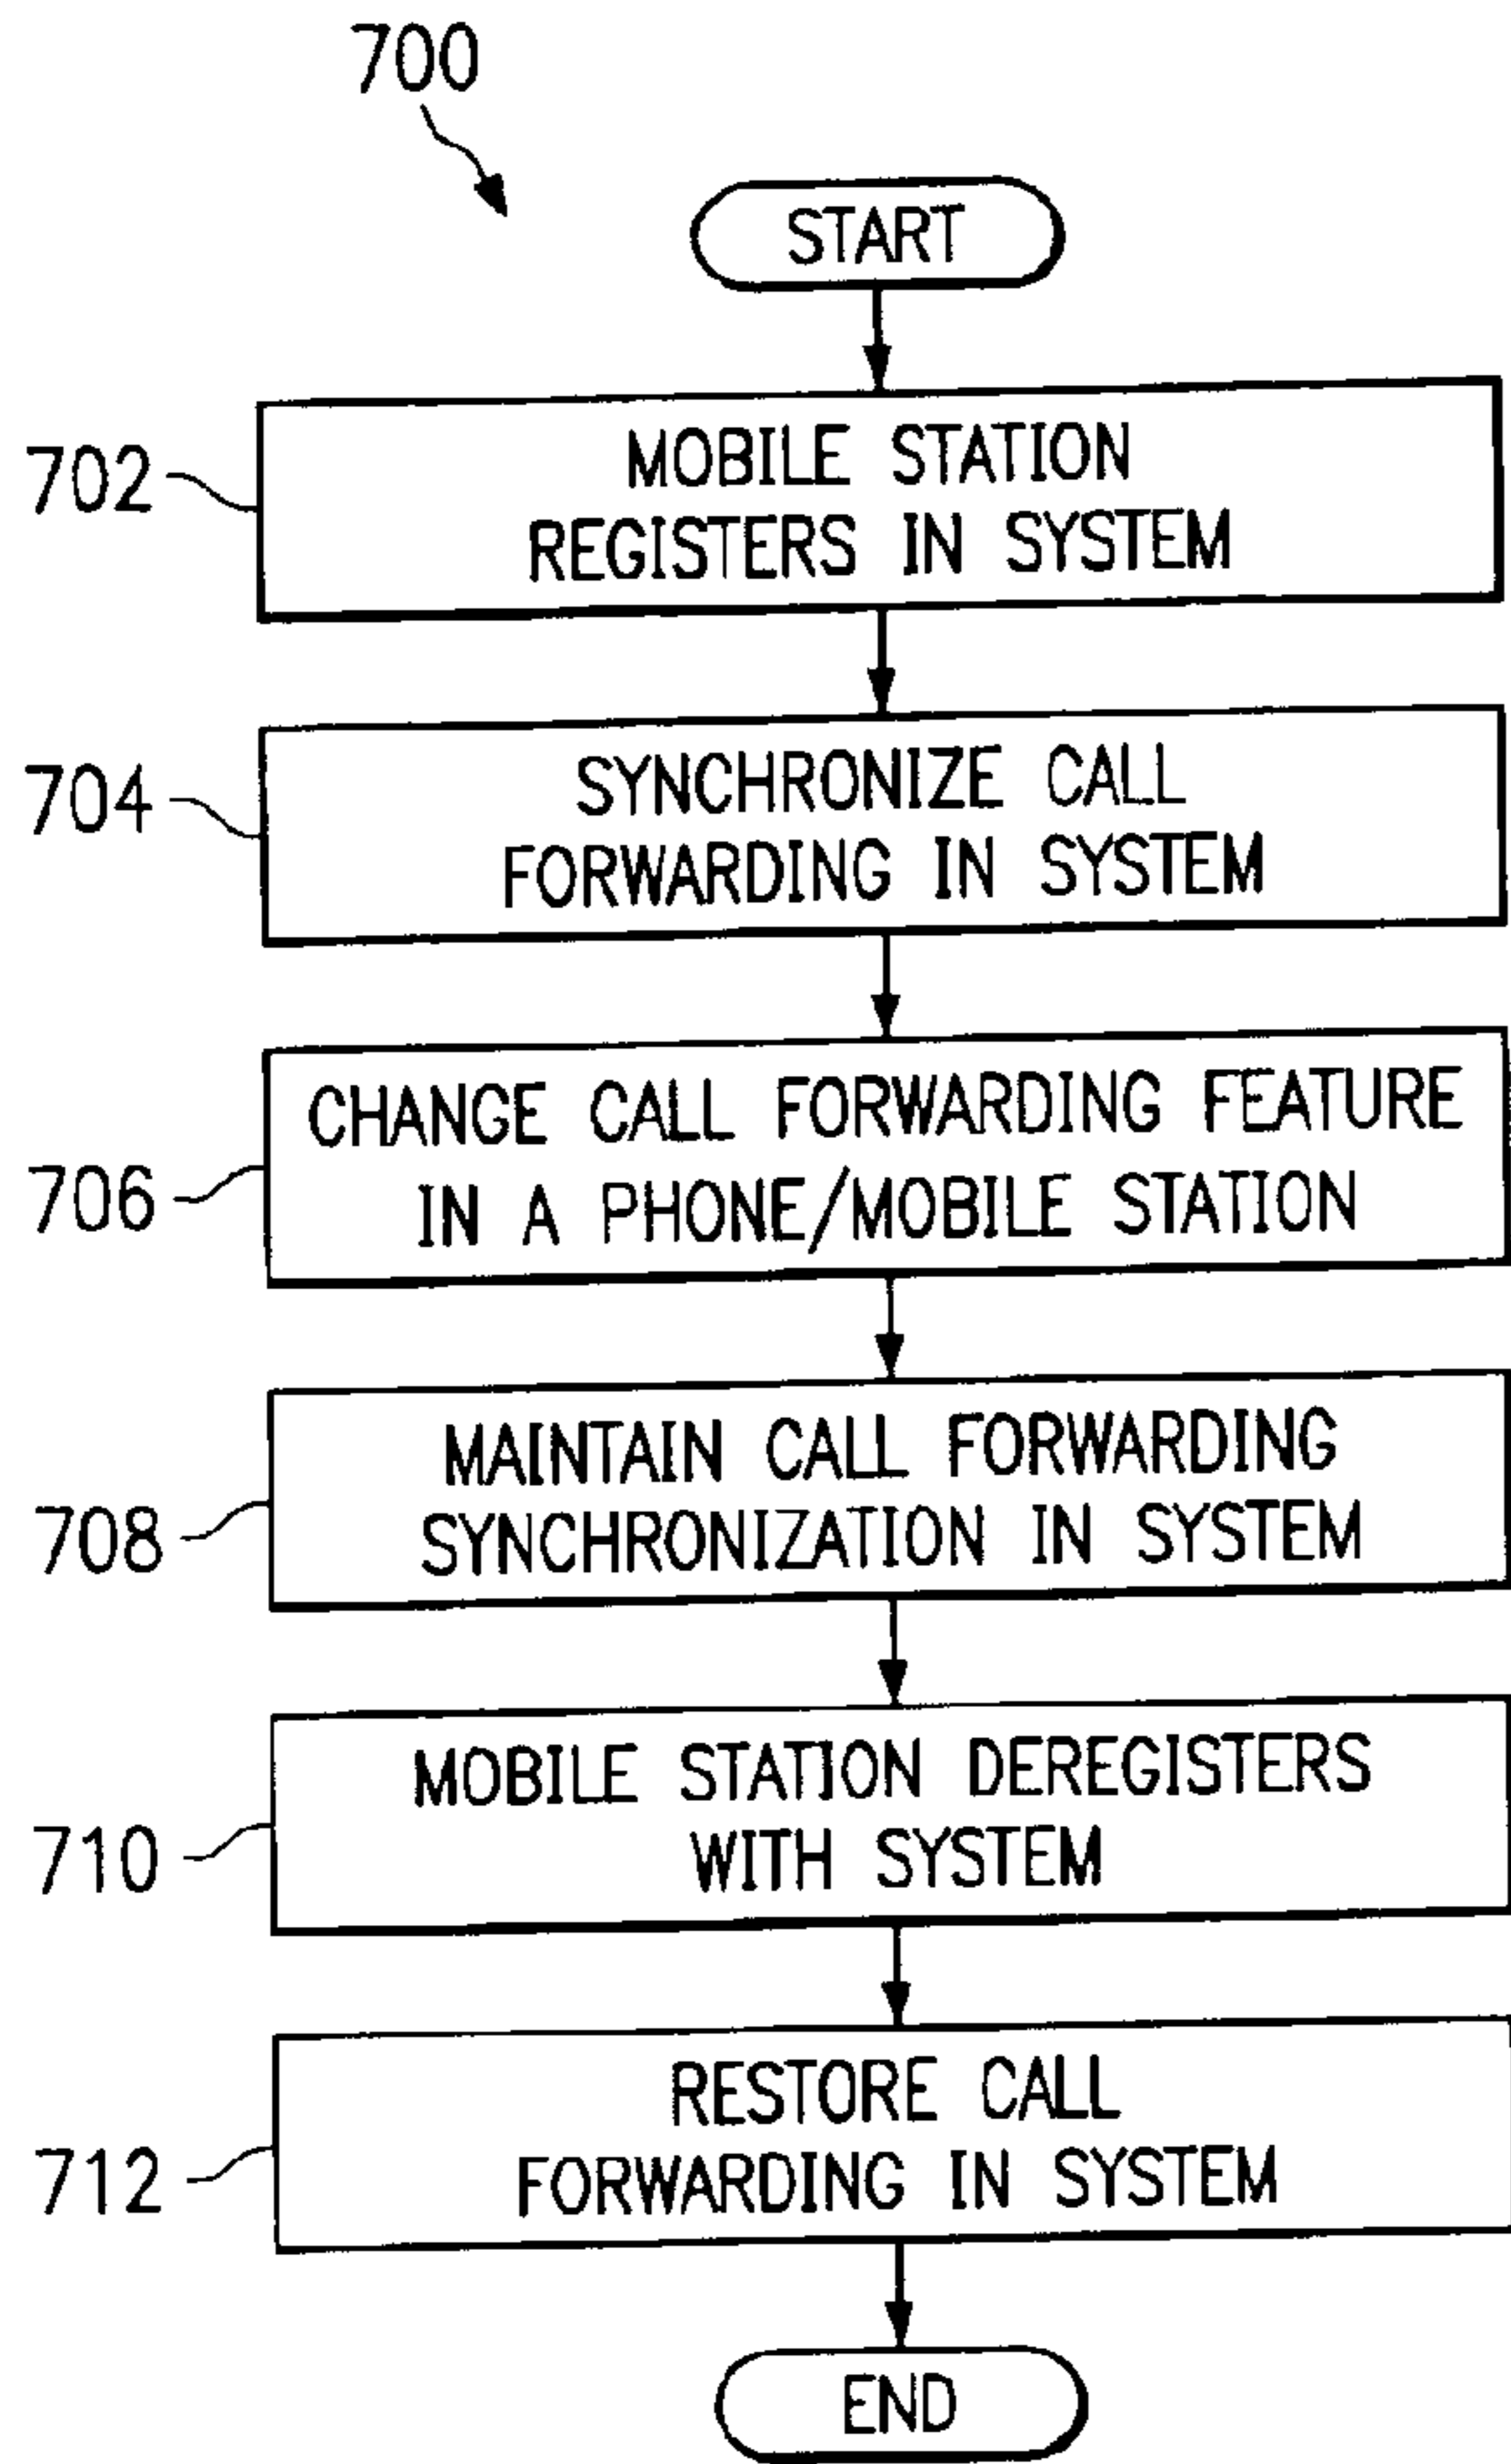 700
START
702
MOBILE STATION
REGISTERS IN SYSTEM
704
SYNCHRONIZE CALL
FORWARDING IN SYSTEM
706
CHANGE CALL FORWARDING FEATURE
IN A PHONE/MOBILE STATION
708
MAINTAIN CALL FORWARDING
SYNCHRONIZATION IN SYSTEM
710
MOBILE STATION DEREGISTERS
WITH SYSTEM
712
RESTORE CALL
FORWARDING IN SYSTEM
END